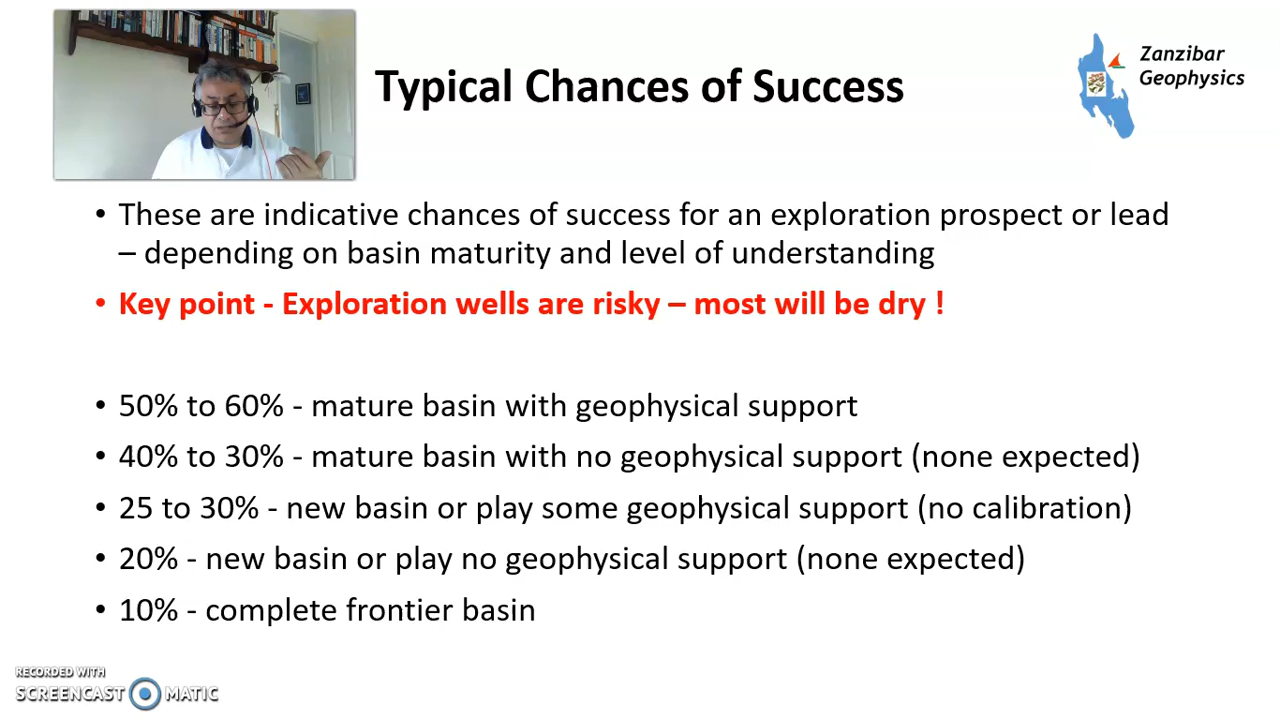 Typical Chances of Success
Zanzibar
Geophysics
• These are indicative chances of success for an exploration prospect or lead
– depending on basin maturity and level of understanding
• Key point - Exploration wells are risky – most will be dry !
• 50% to 60% - mature basin with geophysical support
• 40% to 30% - mature basin with no geophysical support (none expected)
• 25 to 30% - new basin or play some geophysical support (no calibration)
• 20% - new basin or play no geophysical support (none expected)
• 10% - complete frontier basin
RECORDED WITH
SCREENCAST MATIC